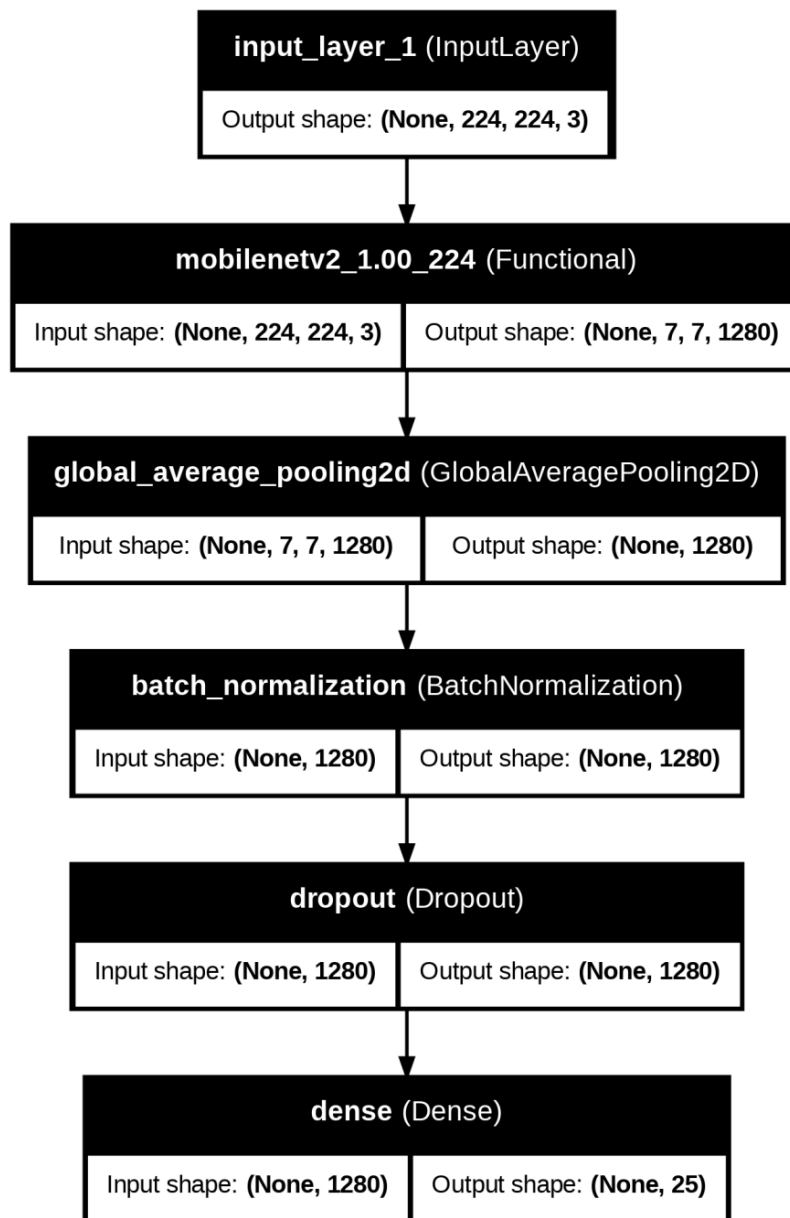 input_layer_1 (InputLayer)
Output shape: (None, 224, 224, 3)
mobilenetv2_1.00_224 (Functional)
Input shape: (None, 224, 224, 3) Output shape: (None, 7, 7, 1280)
global_average_pooling2d (GlobalAveragePooling2D)
Input shape: (None, 7, 7, 1280) Output shape: (None, 1280)
batch_normalization (BatchNormalization)
Input shape: (None, 1280) Output shape: (None, 1280)
dropout (Dropout)
Input shape: (None, 1280) Output shape: (None, 1280)
dense (Dense)
Input shape: (None, 1280) Output shape: (None, 25)